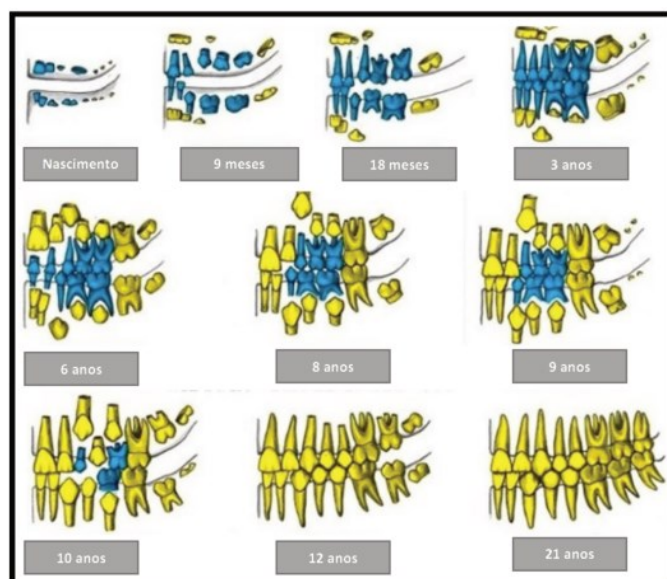 Nascimento
9 meses
18 meses
3 anos
6 anos
8 anos
9 anos
10 anos
12 anos
21 anos